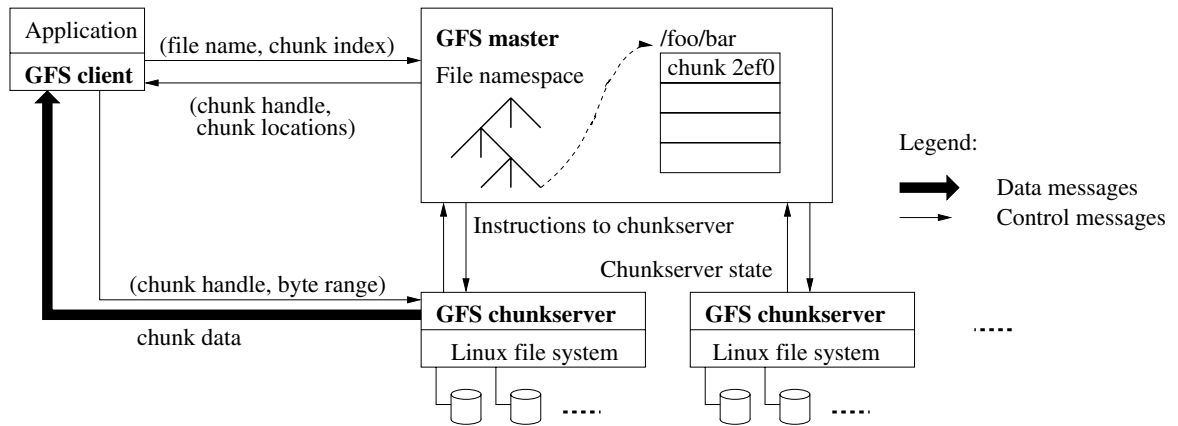 Application
GFS client
(file name, chunk index)
(chunk handle,
chunk locations)
GFS master
File namespace
/foo/bar
chunk 2ef0
Legend:
Data messages
Control messages
Instructions to chunkserver
Chunkserver state
(chunk handle, byte range)
chunk data
GFS chunkserver
Linux file system
GFS chunkserver
Linux file system